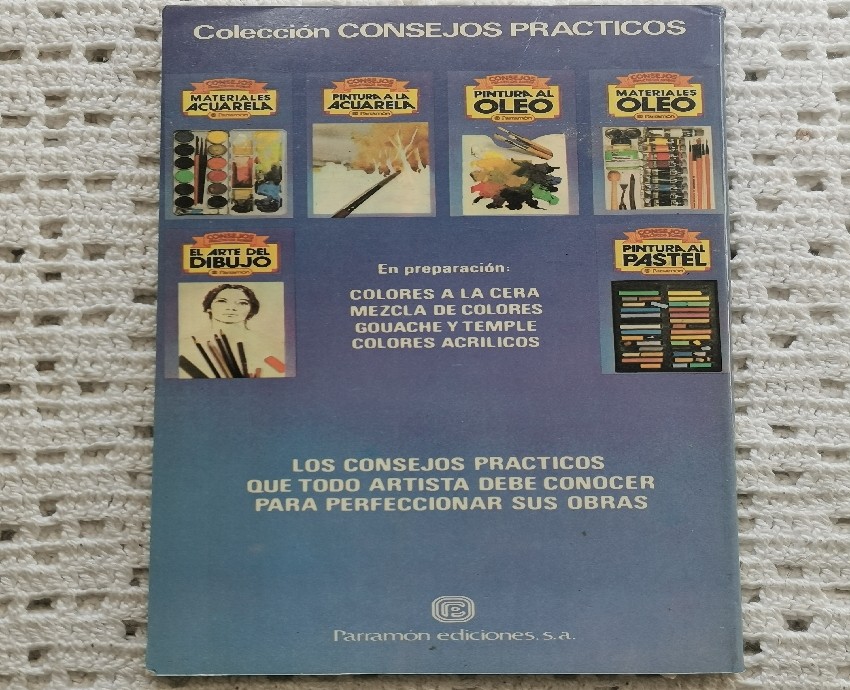 Colección CONSEJOS PRACTICOS
CONSEJOS
MATERIALES
ACUARELA
Parramón
CONSEJOS
PINTURA A LA
ACUARELA
Parramón
CONSEJOS
PINTURA AL
OLEO
Parramón
CONSEJOS
MATERIALES
OLEO
Parramón
CONSEJOS
EL ARTE DEL
DIBUJO
Parramón
En preparación:
COLORES A LA CERA
MEZCLA DE COLORES
GOUACHE Y TEMPLE
COLORES ACRILICOS
CONSEJOS
PINTURA AL
PASTEL
Parramón
LOS CONSEJOS PRACTICOS
QUE TODO ARTISTA DEBE CONOCER
PARA PERFECCIONAR SUS OBRAS
Parramón ediciones, s.a.